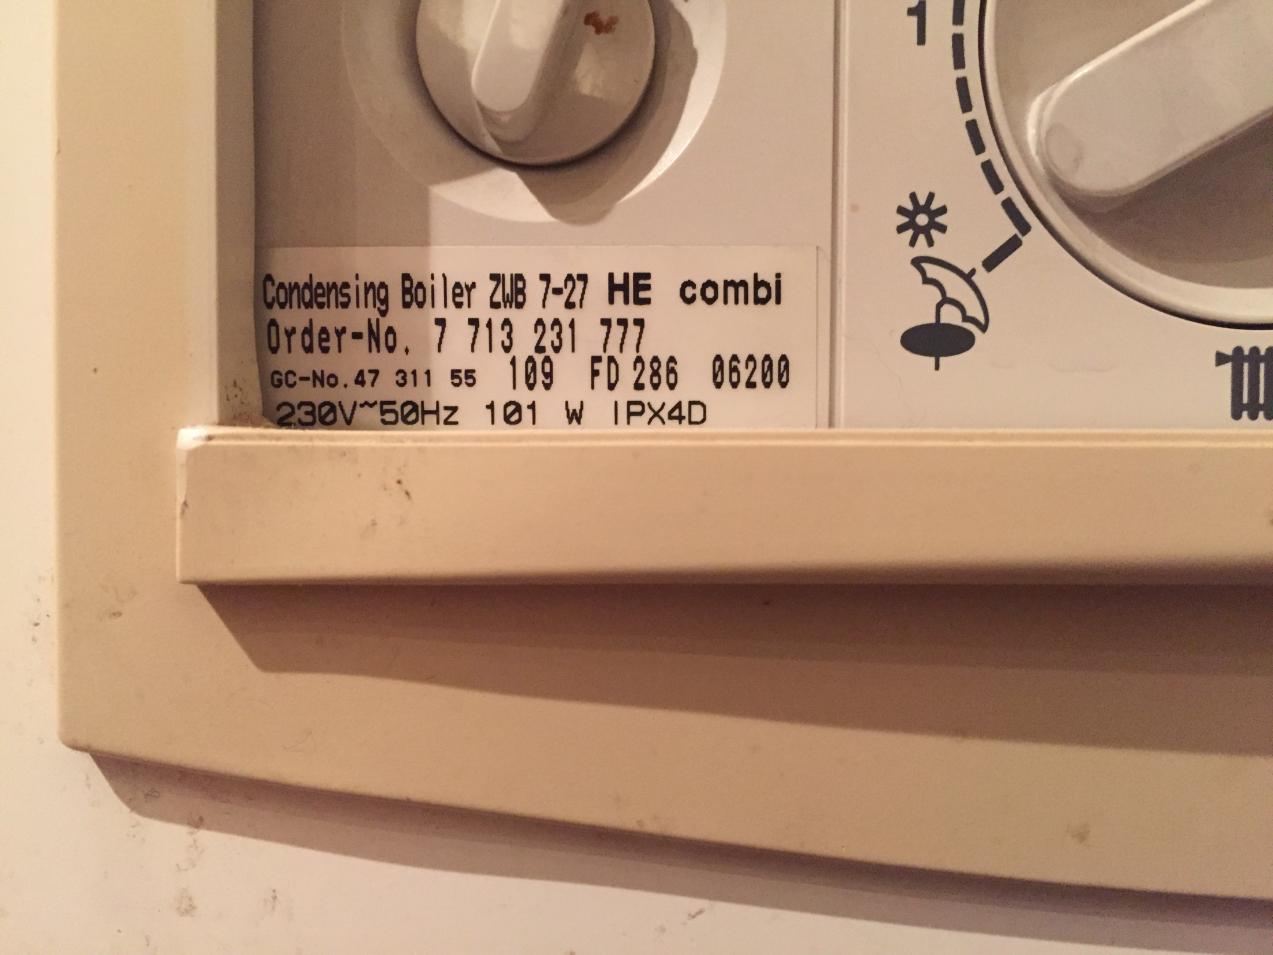 1
Condensing Boiler ZWB 7-27 HE combi
Order-No. 7 713 231 777
GC-No. 47 311 55 109 FD 286 06200
230V~50Hz 101 W IPX4D